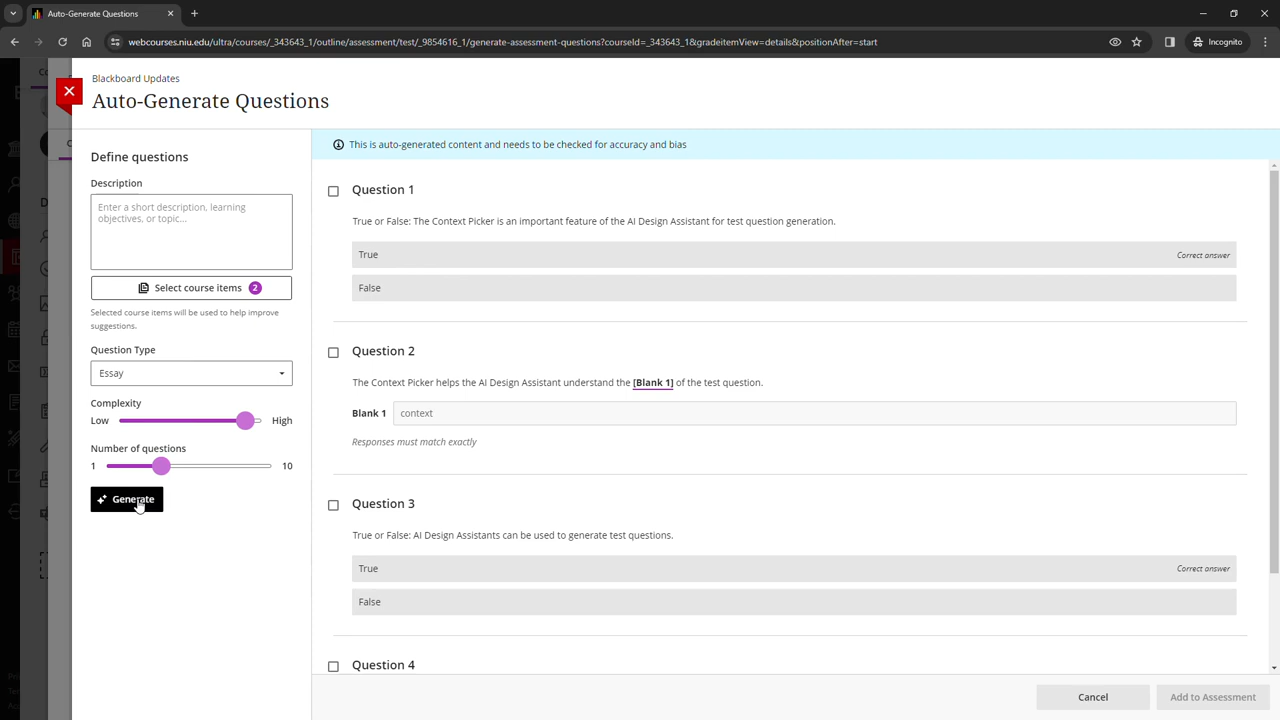 Auto-Generate Questions
webcourses.niu.edu/ultra/courses/_343643_1/outline/assessment/test/_9854616_1/generate-assessment-questions?courseId=_343643_1&gradeitemView=details&positionAfter=start
Incognito
Blackboard Updates
Auto-Generate Questions
Define questions
Description
Enter a short description, learning
objectives, or topic...
Select course items 2
Selected course items will be used to help improve
suggestions.
Question Type
Essay
Complexity
Low High
Number of questions
1 10
Generate
This is auto-generated content and needs to be checked for accuracy and bias
Question 1
True or False: The Context Picker is an important feature of the AI Design Assistant for test question generation.
True Correct answer
False
Question 2
The Context Picker helps the AI Design Assistant understand the [Blank 1] of the test question.
Blank 1 context
Responses must match exactly
Question 3
True or False: AI Design Assistants can be used to generate test questions.
True Correct answer
False
Question 4
Cancel Add to Assessment